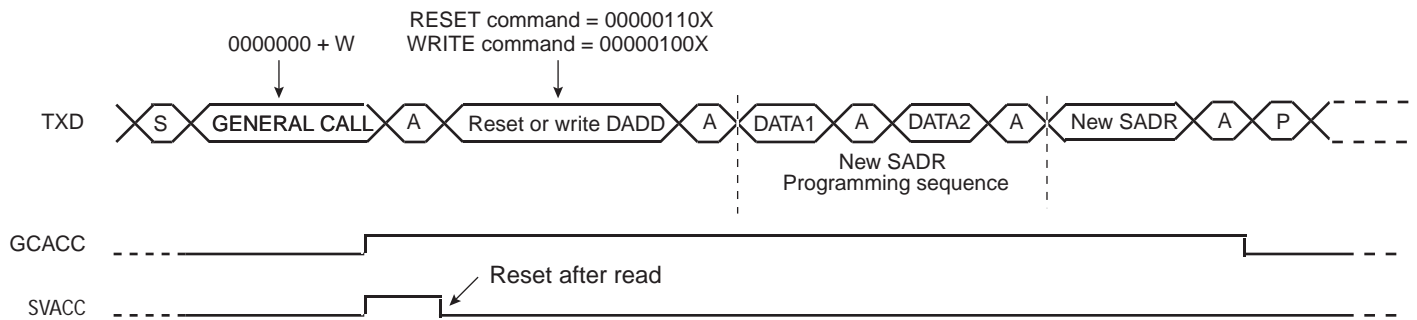 RESET command = 00000110X
0000000 + W
WRITE command = 00000100X
TXD
S
GENERAL CALL
A
Reset or write DADD
A
DATA1
A
DATA2
A
New SADR
A
P
New SADR
Programming sequence
GCACC
Reset after read
SVACC